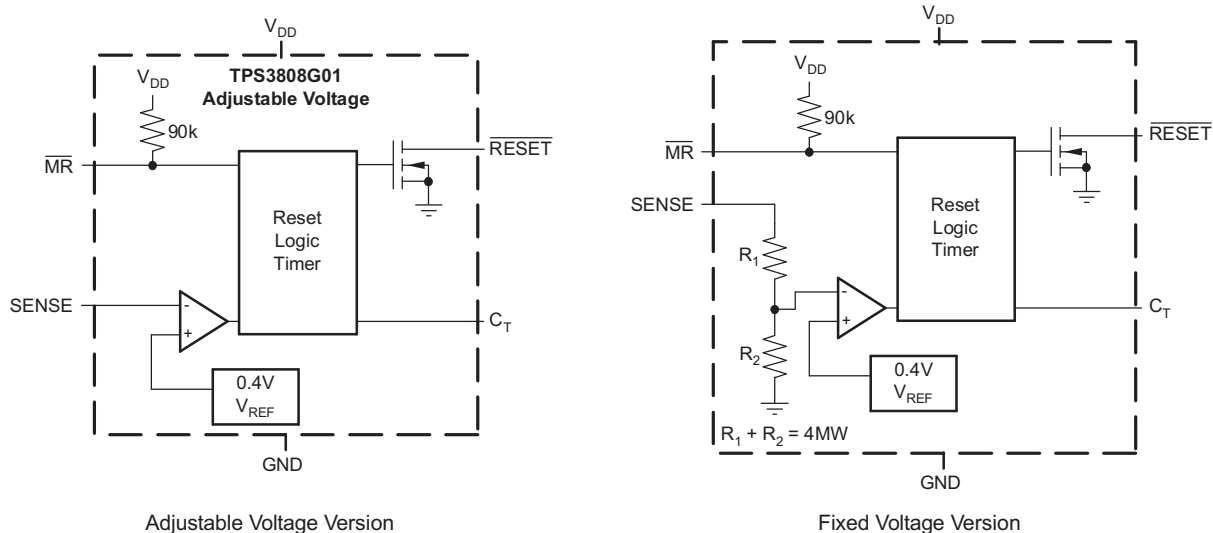 V_DD
V_DD
TPS3808G01
Adjustable Voltage
90k
MR
RESET
Reset
Logic
Timer
SENSE
-
+
C_T
0.4V
V_REF
GND
Adjustable Voltage Version
V_DD
V_DD
90k
MR
RESET
SENSE
Reset
Logic
Timer
R_1
-
+
C_T
R_2
0.4V
V_REF
R_1 + R_2 = 4MW
GND
Fixed Voltage Version